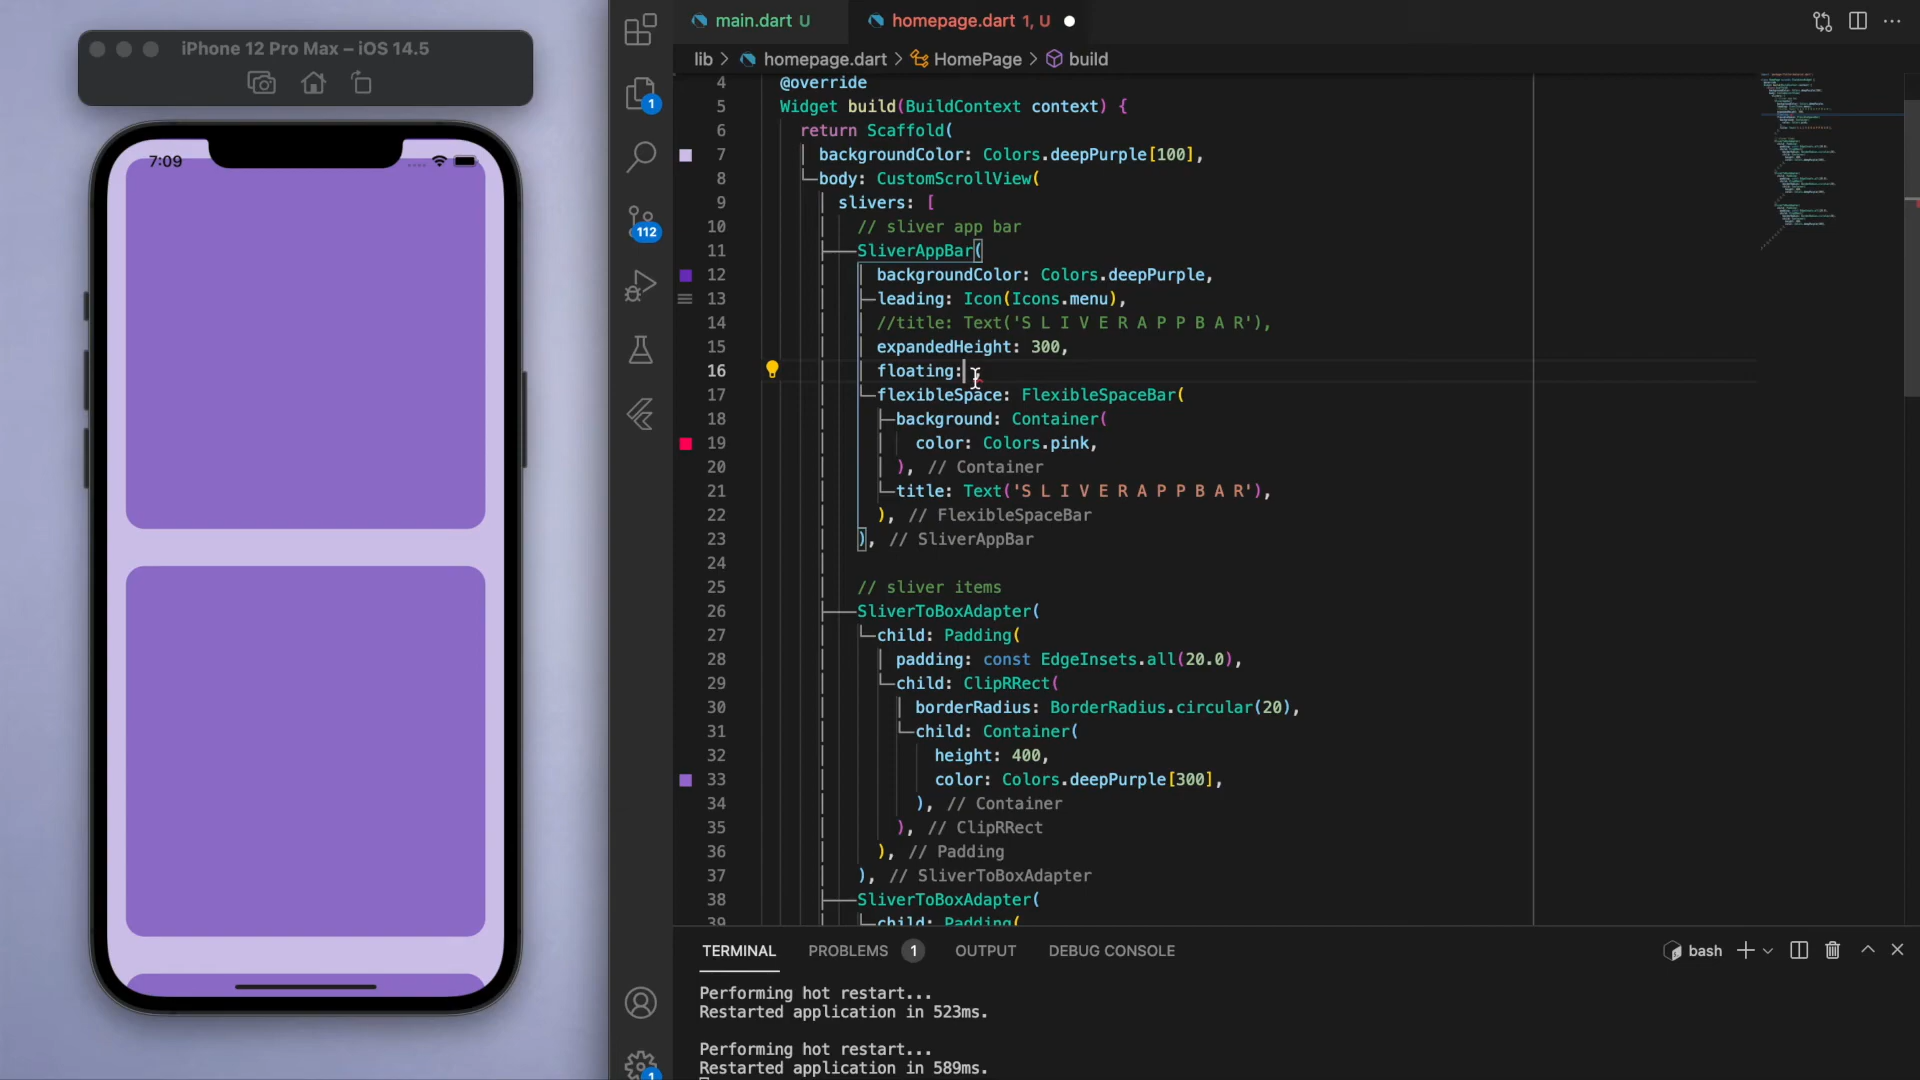 iPhone 12 Pro Max – iOS 14.5
7:09
main.dart U
homepage.dart 1, U
lib > homepage.dart > HomePage > build
1
112
1
4 @override
5 Widget build(BuildContext context) {
6 return Scaffold(
7 backgroundColor: Colors.deepPurple[100],
8 body: CustomScrollView(
9 slivers: [
10 // sliver app bar
11 SliverAppBar(
12 backgroundColor: Colors.deepPurple,
13 leading: Icon(Icons.menu),
14 //title: Text('S L I V E R A P P B A R'),
15 expandedHeight: 300,
16 floating: ,
17 flexibleSpace: FlexibleSpaceBar(
18 background: Container(
19 color: Colors.pink,
20 ), // Container
21 title: Text('S L I V E R A P P B A R'),
22 ), // FlexibleSpaceBar
23 ), // SliverAppBar
24
25 // sliver items
26 SliverToBoxAdapter(
27 child: Padding(
28 padding: const EdgeInsets.all(20.0),
29 child: ClipRRect(
30 borderRadius: BorderRadius.circular(20),
31 child: Container(
32 height: 400,
33 color: Colors.deepPurple[300],
34 ), // Container
35 ), // ClipRRect
36 ), // Padding
37 ), // SliverToBoxAdapter
38 SliverToBoxAdapter(
39 child: Padding(
TERMINAL PROBLEMS 1 OUTPUT DEBUG CONSOLE bash
Performing hot restart...
Restarted application in 523ms.
Performing hot restart...
Restarted application in 589ms.